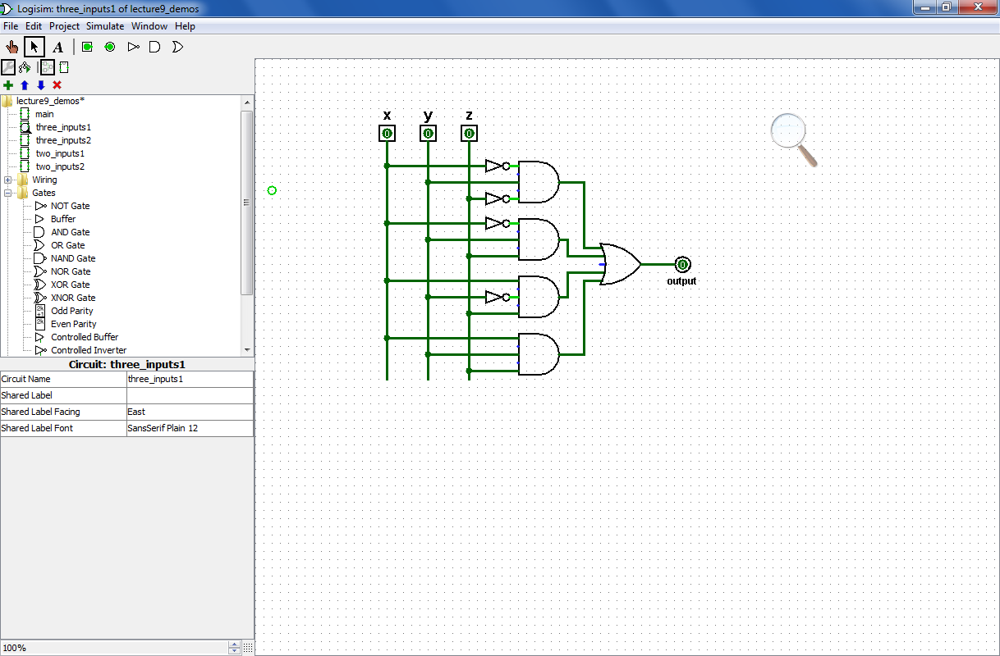 Logisim: three_inputs1 of lecture9_demos
File Edit Project Simulate Window Help
A
lecture9_demos*
main
three_inputs1
three_inputs2
two_inputs1
two_inputs2
Wiring
Gates
NOT Gate
Buffer
AND Gate
OR Gate
NAND Gate
NOR Gate
XOR Gate
XNOR Gate
2k+1 Odd Parity
2k Even Parity
Controlled Buffer
Controlled Inverter
Circuit: three_inputs1
Circuit Name three_inputs1
Shared Label
Shared Label Facing East
Shared Label Font SansSerif Plain 12
100%
x y z
0 0 0
0
output